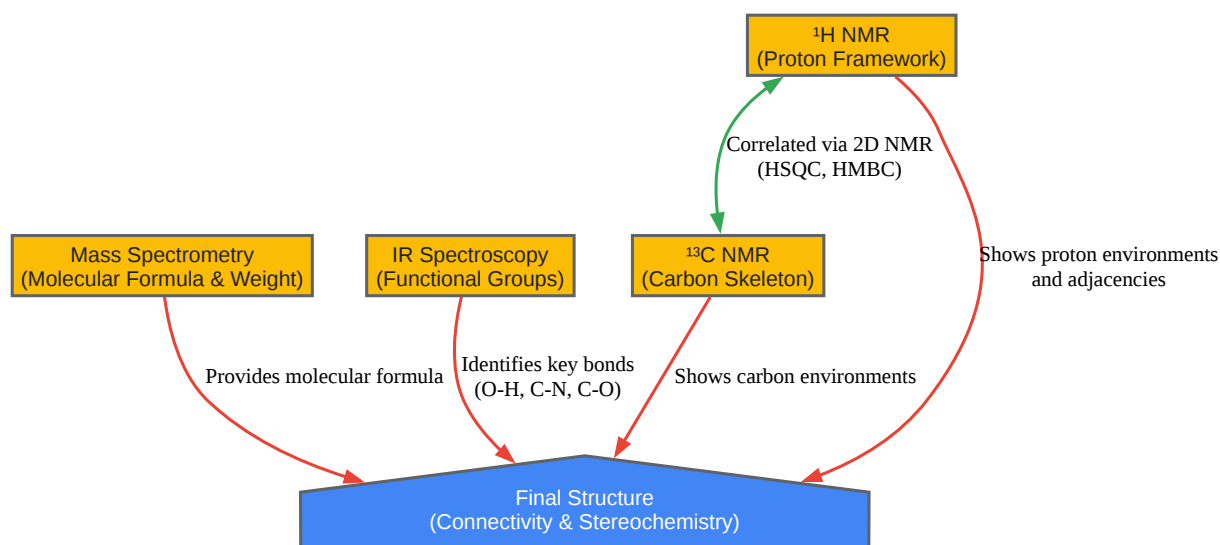 ¹H NMR
(Proton Framework)
Correlated via 2D NMR
(HSQC, HMBC)
Mass Spectrometry
(Molecular Formula & Weight)
IR Spectroscopy
(Functional Groups)
¹³C NMR
(Carbon Skeleton)
Shows proton environments
and adjacencies
Provides molecular formula
Identifies key bonds
(O-H, C-N, C-O)
Shows carbon environments
Final Structure
(Connectivity & Stereochemistry)